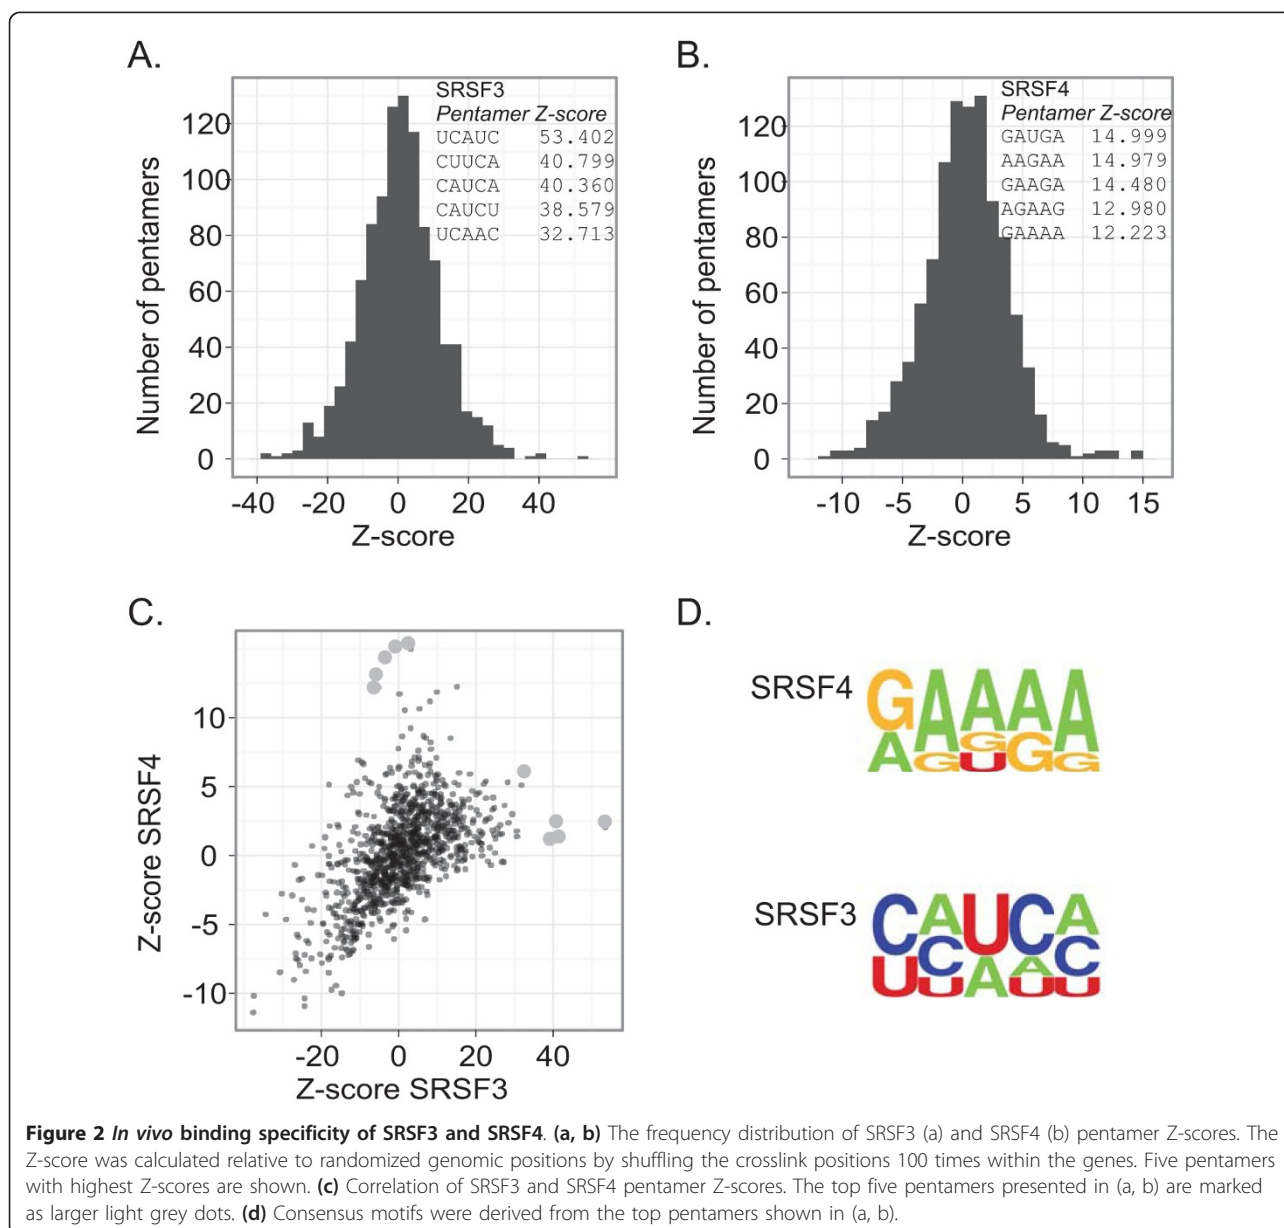 A.
SRSF3
Pentamer Z-score
UCAUC 53.402
CUUCA 40.799
CAUCA 40.360
CAUCU 38.579
UCAAC 32.713
Number of pentamers
120
100
80
60
40
20
0
-40 -20 0 20 40
Z-score
B.
SRSF4
Pentamer Z-score
GAUGA 14.999
AAGAA 14.979
GAAGA 14.480
AGAAG 12.980
GAAAA 12.223
Number of pentamers
120
100
80
60
40
20
0
-10 -5 0 5 10 15
Z-score
C.
Z-score SRSF4
10
5
0
-5
-10
-20 0 20 40
Z-score SRSF3
D.
SRSF4
GAAAA
AGGGG
U
SRSF3
CAUCA
UCAAC
UUU
Figure 2 In vivo binding specificity of SRSF3 and SRSF4. (a, b) The frequency distribution of SRSF3 (a) and SRSF4 (b) pentamer Z-scores. The
Z-score was calculated relative to randomized genomic positions by shuffling the crosslink positions 100 times within the genes. Five pentamers
with highest Z-scores are shown. (c) Correlation of SRSF3 and SRSF4 pentamer Z-scores. The top five pentamers presented in (a, b) are marked
as larger light grey dots. (d) Consensus motifs were derived from the top pentamers shown in (a, b).